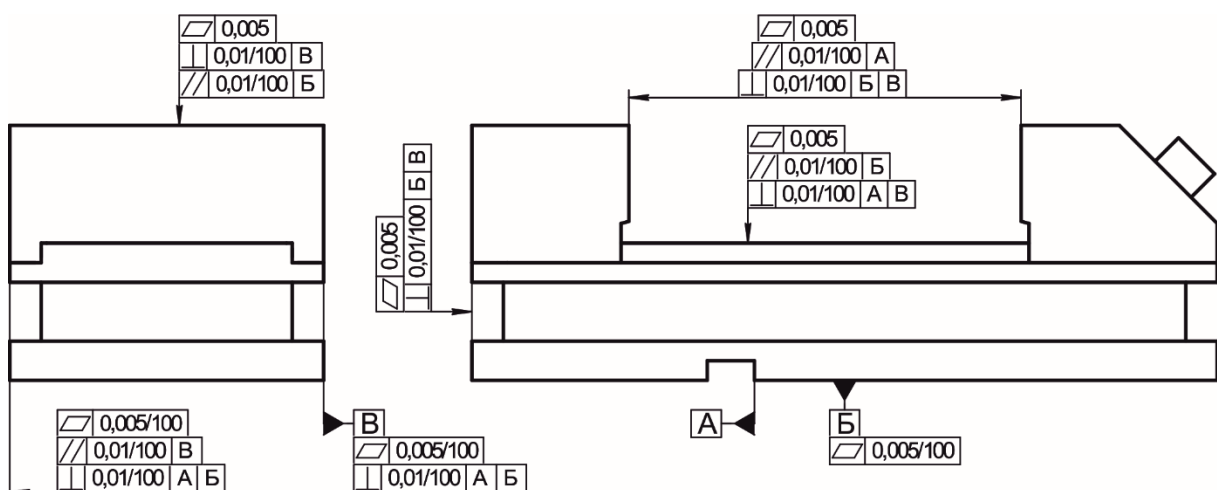 ⏥ 0,005
⊥ 0,01/100 В
// 0,01/100 Б
⏥ 0,005
// 0,01/100 А
⊥ 0,01/100 Б В
⏥ 0,005
// 0,01/100 Б
⊥ 0,01/100 А В
⏥ 0,005
⊥ 0,01/100 Б В
В
А
Б
⏥ 0,005/100
// 0,01/100 В
⊥ 0,01/100 А Б
⏥ 0,005/100
⊥ 0,01/100 А Б
⏥ 0,005/100